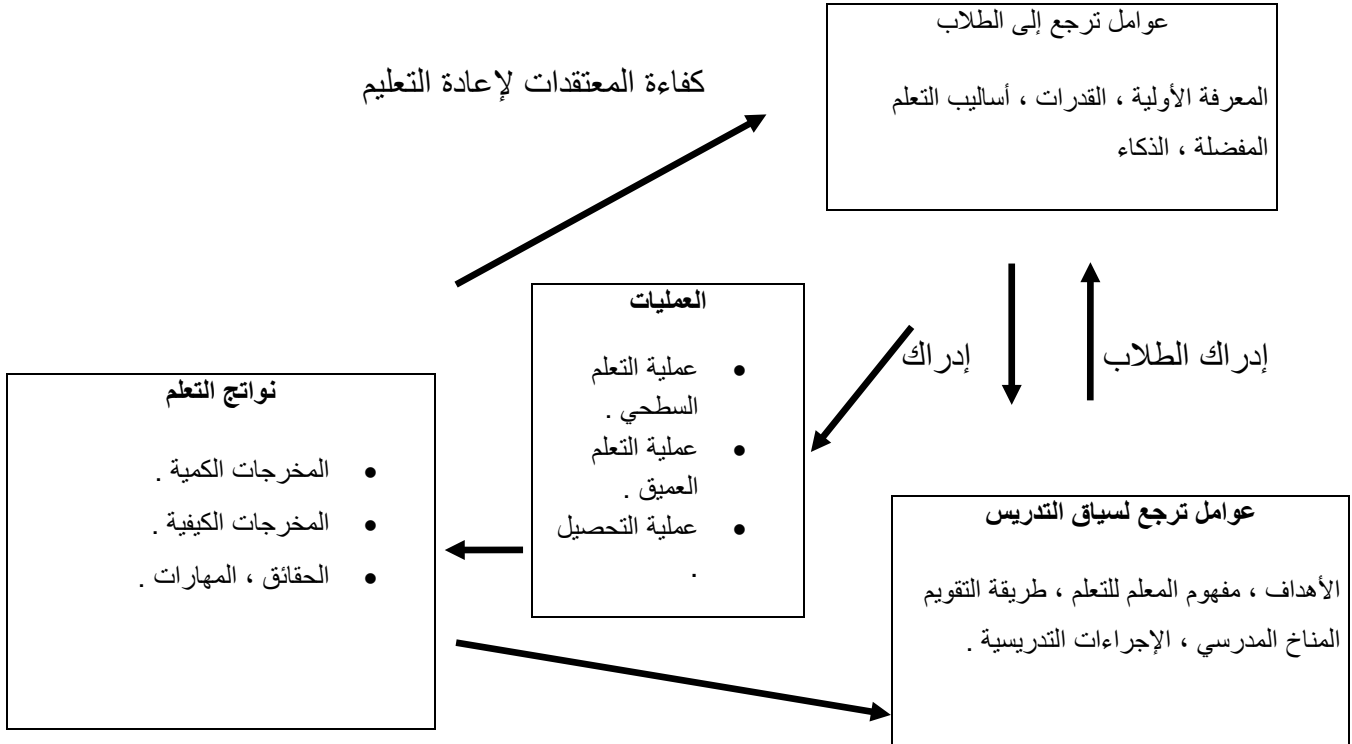 عوامل ترجع إلى الطلاب
المعرفة الأولية ، القدرات ، أساليب التعلم
المفضلة ، الذكاء
كفاءة المعتقدات لإعادة التعليم
إدراك الطلاب
إدراك
العمليات
• عملية التعلم
السطحي .
• عملية التعلم
العميق .
• عملية التحصيل
.
عوامل ترجع لسياق التدريس
الأهداف ، مفهوم المعلم للتعلم ، طريقة التقويم
المناخ المدرسي ، الإجراءات التدريسية .
نواتج التعلم
• المخرجات الكمية .
• المخرجات الكيفية .
• الحقائق ، المهارات .